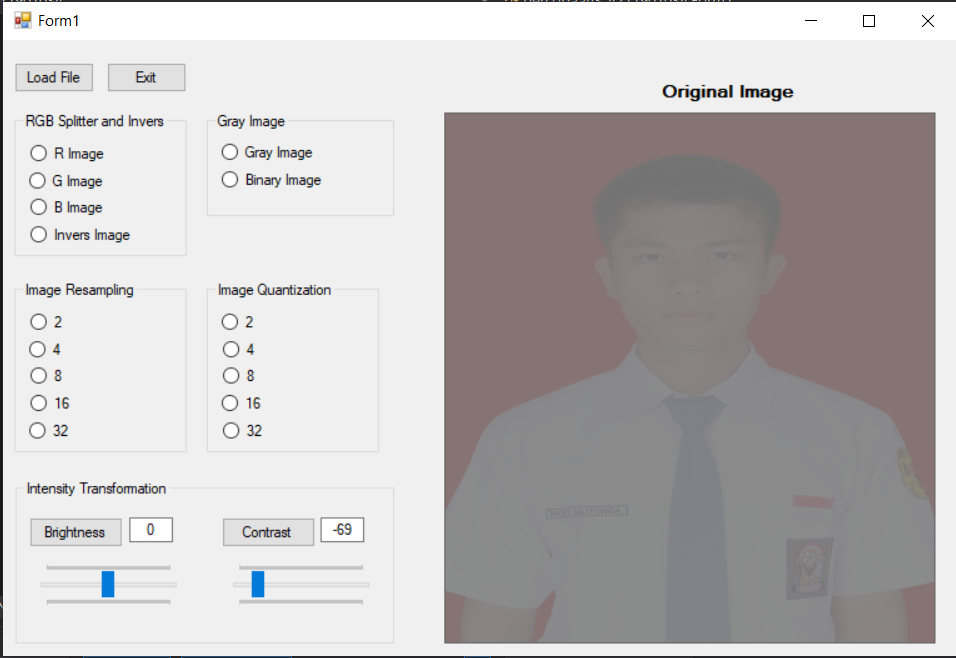 Form1
Load File
Exit
Original Image
RGB Splitter and Invers
R Image
G Image
B Image
Invers Image
Gray Image
Gray Image
Binary Image
Image Resampling
2
4
8
16
32
Image Quantization
2
4
8
16
32
Intensity Transformation
Brightness
0
Contrast
-69